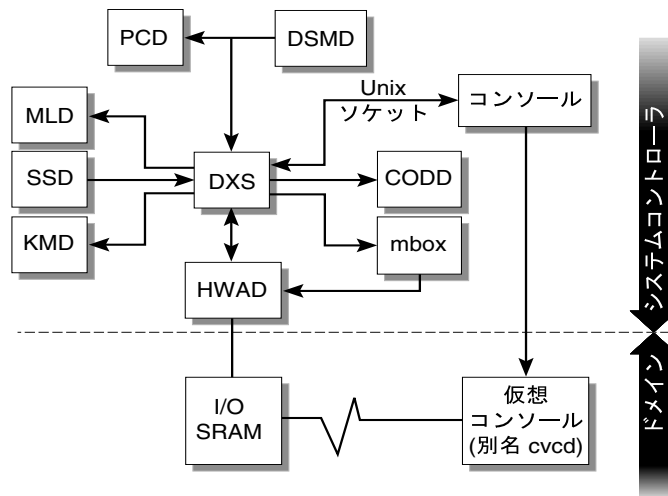 PCD
DSMD
MLD
Unix
ソケット
コンソール
SSD
DXS
CODD
KMD
mbox
HWAD
システムコントローラ
I/O
SRAM
仮想
コンソール
(別名 cvcd)
ドメイン